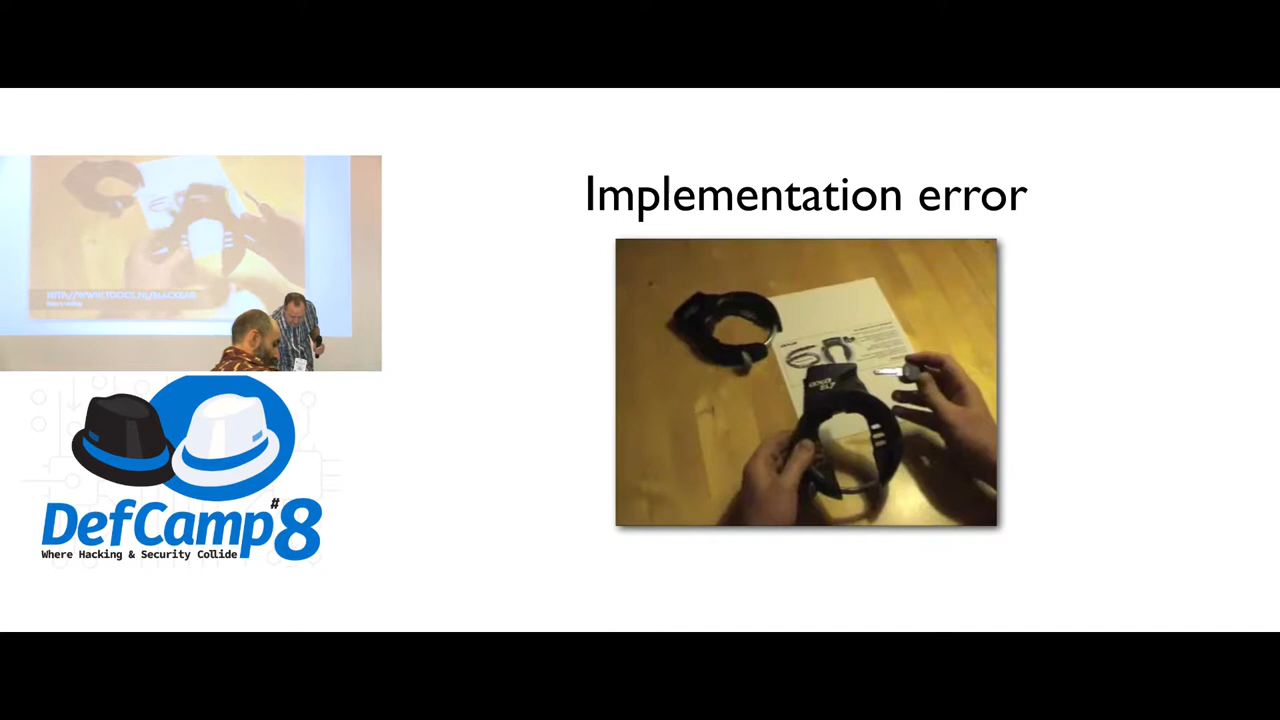 Implementation error
DefCamp #8
Where Hacking & Security Collide